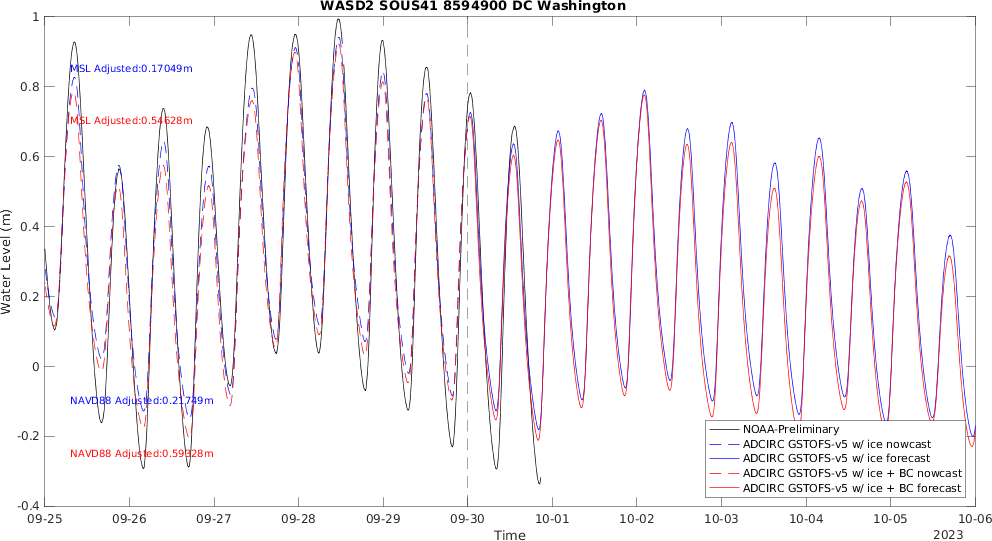 WASD2 SOUS41 8594900 DC Washington
1
0.8
0.6
0.4
0.2
0
-0.2
-0.4
Water Level (m)
MSL Adjusted:0.17049m
MSL Adjusted:0.54628m
NAVD88 Adjusted:0.21749m
NAVD88 Adjusted:0.59328m
NOAA-Preliminary
ADCIRC GSTOFS-v5 w/ ice nowcast
ADCIRC GSTOFS-v5 w/ ice forecast
ADCIRC GSTOFS-v5 w/ ice + BC nowcast
ADCIRC GSTOFS-v5 w/ ice + BC forecast
09-25 09-26 09-27 09-28 09-29 09-30 10-01 10-02 10-03 10-04 10-05 10-06
Time
2023